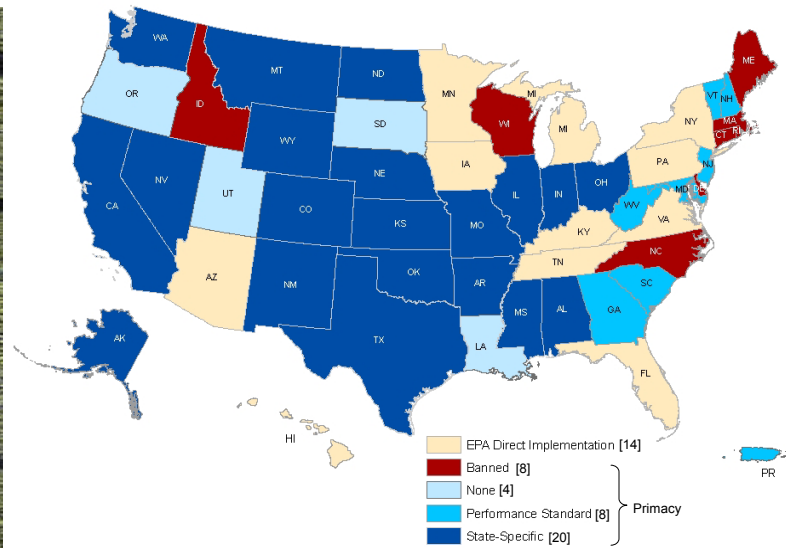 WA
MT
ND
MN
MI
ME
VT
NH
OR
ID
SD
WI
MI
NY
MA
CT
RI
WY
IA
PA
NJ
NV
UT
NE
IL
IN
OH
MD
DE
WV
CA
CO
KS
MO
KY
VA
AZ
NM
OK
AR
TN
NC
SC
TX
MS
AL
GA
LA
FL
AK
HI
PR
EPA Direct Implementation [14]
Banned [8]
None [4]
Performance Standard [8]
State-Specific [20]
Primacy